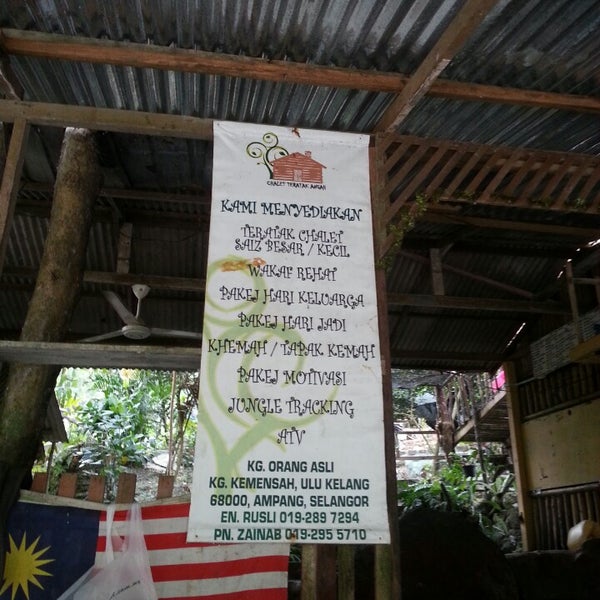 CHALET TERATAK AMAN
KAMI MENYEDIAKAN
TERATAK CHALET
SAIZ BESAR / KECIL
WAKAF REHAT
PAKEJ HARI KELUARGA
PAKEJ HARI JADI
KHEMAH / TAPAK KEMAH
PAKEJ MOTIVASI
JUNGLE TRACKING
ATV
KG. ORANG ASLI
KG. KEMENSAH, ULU KELANG
68000, AMPANG, SELANGOR
EN. RUSLI 019-289 7294
PN. ZAINAB 019-295 5710